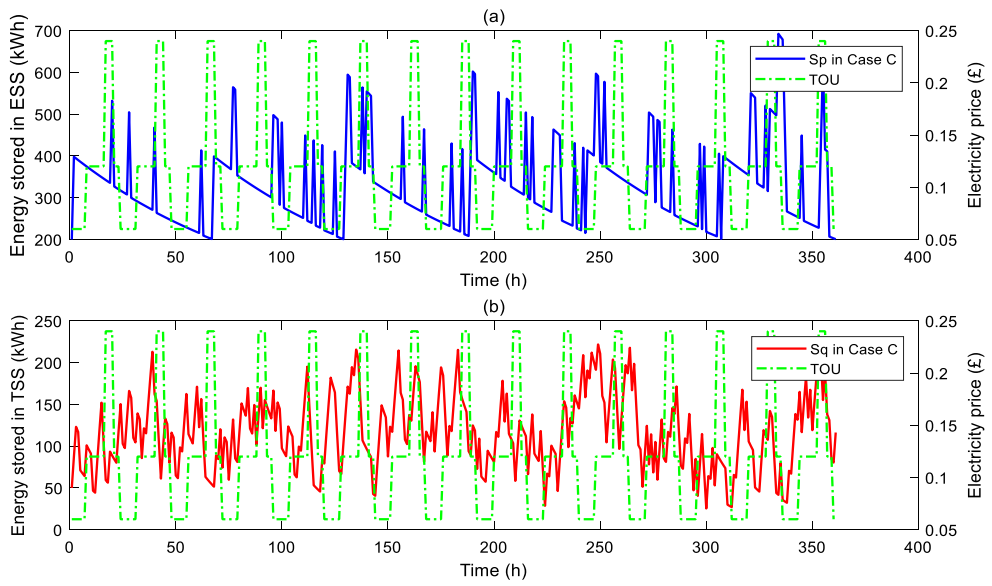 (a)
700
600
500
400
300
200
0.25
0.2
0.15
0.1
0.05
0 50 100 150 200 250 300 350 400
Energy stored in ESS (kWh)
Electricity price (£)
Time (h)
Sp in Case C
TOU
(b)
250
200
150
100
50
0
0.25
0.2
0.15
0.1
0.05
0 50 100 150 200 250 300 350 400
Energy stored in TSS (kWh)
Electricity price (£)
Time (h)
Sq in Case C
TOU